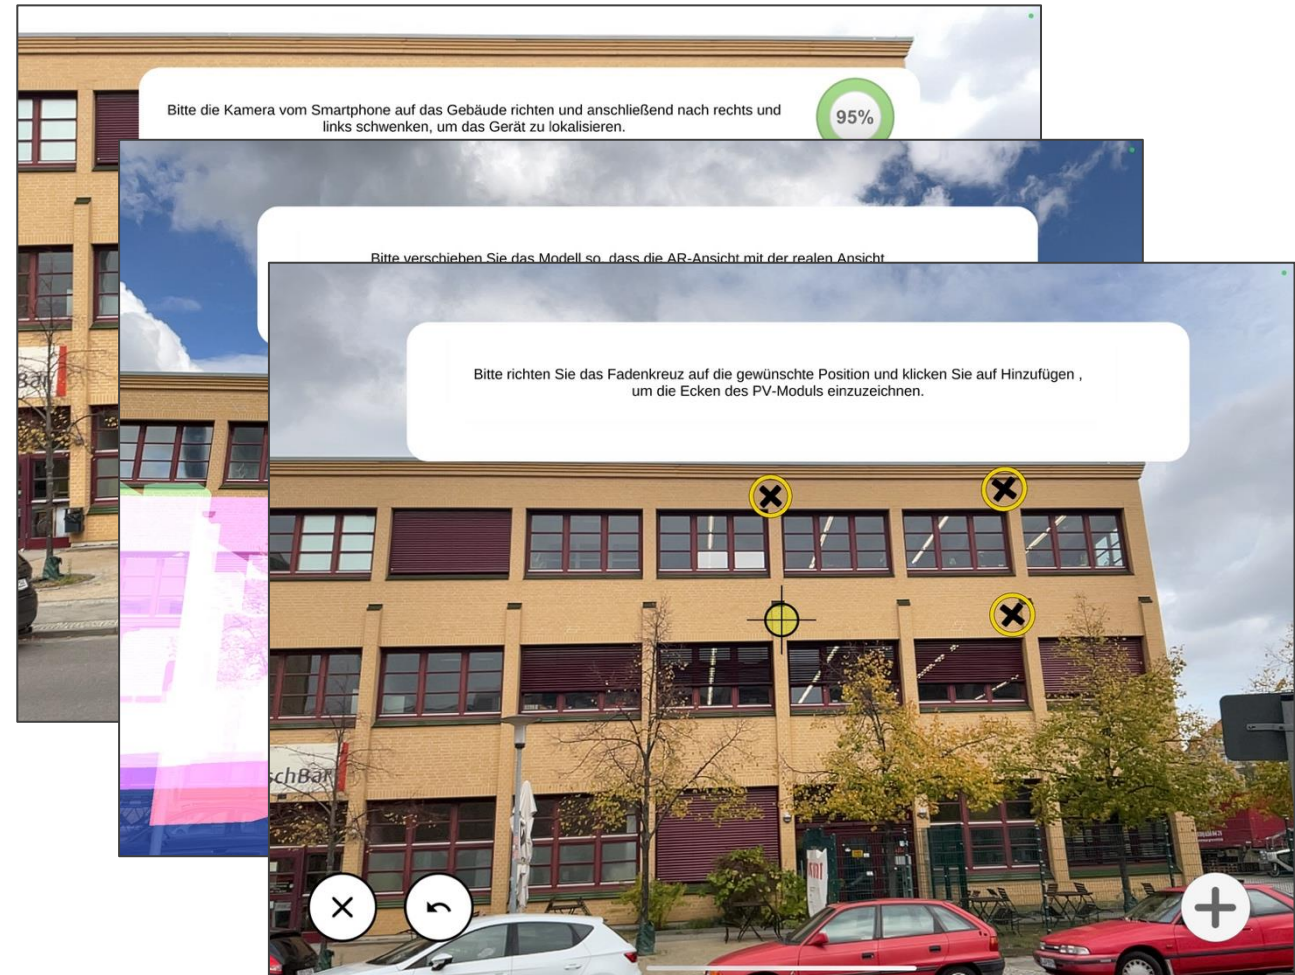 Bitte die Kamera vom Smartphone auf das Gebäude richten und anschließend nach rechts und
links schwenken, um das Gerät zu lokalisieren.
95%
Bitte verschieben Sie das Modell so, dass die AR-Ansicht mit der realen Ansicht
Bitte richten Sie das Fadenkreuz auf die gewünschte Position und klicken Sie auf Hinzufügen ,
um die Ecken des PV-Moduls einzuzeichnen.
Bar
schBar